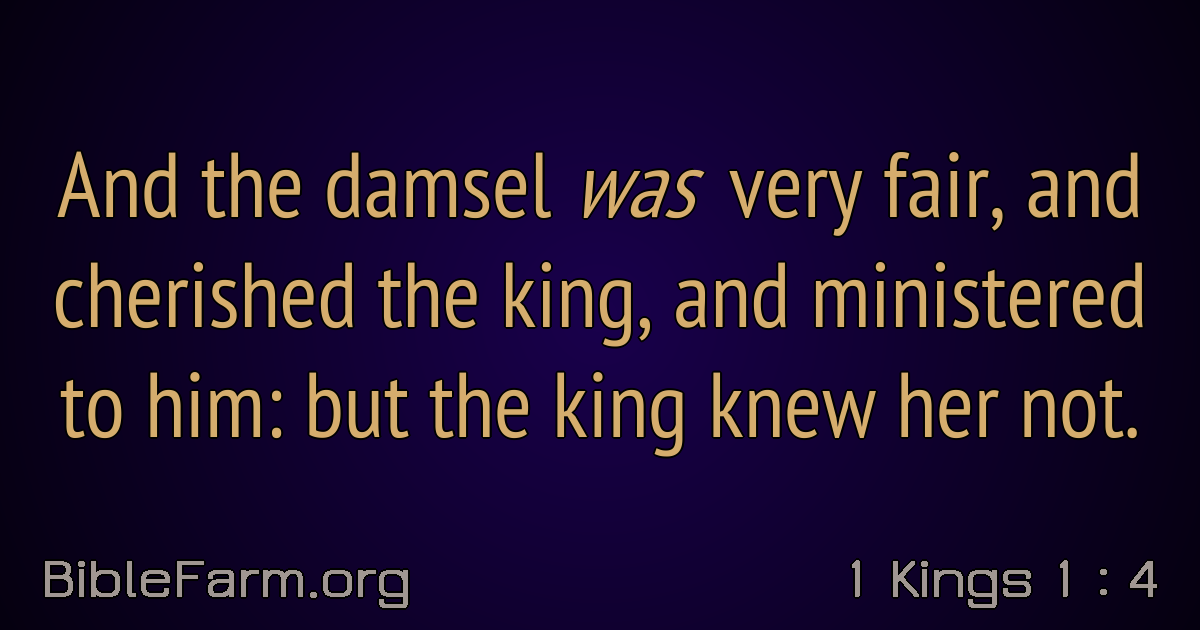 And the damsel was very fair, and
cherished the king, and ministered
to him: but the king knew her not.
BibleFarm.org
1 Kings 1 : 4